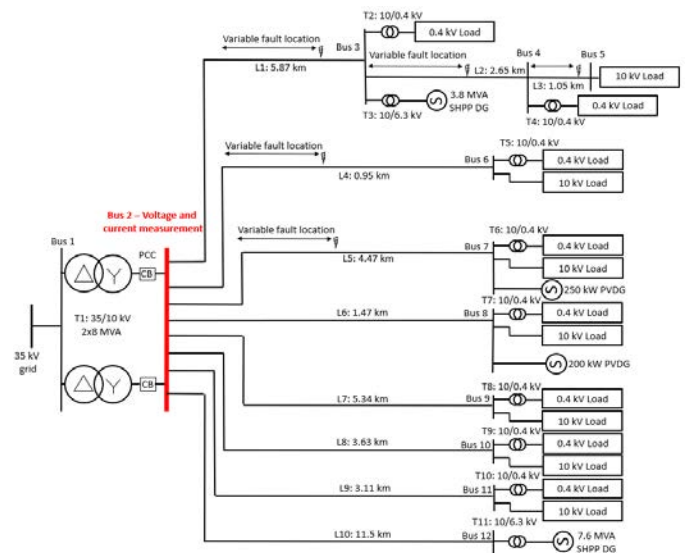 T2: 10/0.4 kV
0.4 kV Load
Variable fault location
Bus 3
Variable fault location
Bus 4
Bus 5
L1: 5.87 km
L2: 2.65 km
L3: 1.05 km
10 kV Load
3.8 MVA
SHPP DG
T3: 10/6.3 kV
0.4 kV Load
T4: 10/0.4 kV
Variable fault location
T5: 10/0.4 kV
Bus 6
0.4 kV Load
L4: 0.95 km
10 kV Load
Bus 2 – Voltage and
current measurement
Variable fault location
T6: 10/0.4 kV
Bus 1
PCC
Bus 7
0.4 kV Load
CB
L5: 4.47 km
10 kV Load
250 kW PVDG
T7: 10/0.4 kV
T1: 35/10 kV
2x8 MVA
L6: 1.47 km
Bus 8
0.4 kV Load
10 kV Load
35 kV
grid
200 kW PVDG
CB
T8: 10/0.4 kV
L7: 5.34 km
Bus 9
0.4 kV Load
10 kV Load
T9: 10/0.4 kV
L8: 3.63 km
Bus 10
0.4 kV Load
10 kV Load
T10: 10/0.4 kV
L9: 3.11 km
Bus 11
0.4 kV Load
10 kV Load
T11: 10/6.3 kV
L10: 11.5 km
Bus 12
7.6 MVA
SHPP DG
S
S
S
S